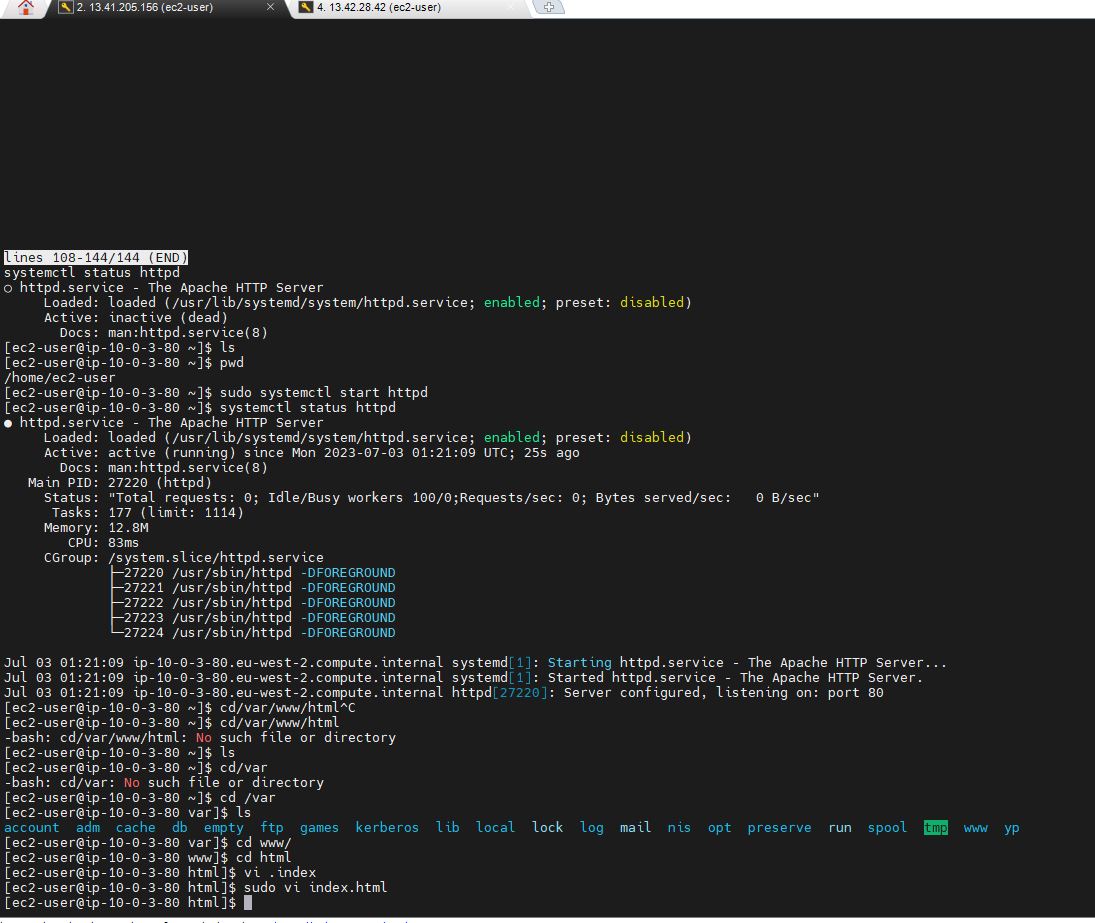 2. 13.41.205.156 (ec2-user)
4. 13.42.28.42 (ec2-user)
lines 108-144/144 (END)
systemctl status httpd
○ httpd.service - The Apache HTTP Server
     Loaded: loaded (/usr/lib/systemd/system/httpd.service; enabled; preset: disabled)
     Active: inactive (dead)
       Docs: man:httpd.service(8)
[ec2-user@ip-10-0-3-80 ~]$ ls
[ec2-user@ip-10-0-3-80 ~]$ pwd
/home/ec2-user
[ec2-user@ip-10-0-3-80 ~]$ sudo systemctl start httpd
[ec2-user@ip-10-0-3-80 ~]$ systemctl status httpd
● httpd.service - The Apache HTTP Server
     Loaded: loaded (/usr/lib/systemd/system/httpd.service; enabled; preset: disabled)
     Active: active (running) since Mon 2023-07-03 01:21:09 UTC; 25s ago
       Docs: man:httpd.service(8)
   Main PID: 27220 (httpd)
     Status: "Total requests: 0; Idle/Busy workers 100/0;Requests/sec: 0; Bytes served/sec:   0 B/sec"
      Tasks: 177 (limit: 1114)
     Memory: 12.8M
        CPU: 83ms
     CGroup: /system.slice/httpd.service
             ├─27220 /usr/sbin/httpd -DFOREGROUND
             ├─27221 /usr/sbin/httpd -DFOREGROUND
             ├─27222 /usr/sbin/httpd -DFOREGROUND
             ├─27223 /usr/sbin/httpd -DFOREGROUND
             └─27224 /usr/sbin/httpd -DFOREGROUND
Jul 03 01:21:09 ip-10-0-3-80.eu-west-2.compute.internal systemd[1]: Starting httpd.service - The Apache HTTP Server...
Jul 03 01:21:09 ip-10-0-3-80.eu-west-2.compute.internal systemd[1]: Started httpd.service - The Apache HTTP Server.
Jul 03 01:21:09 ip-10-0-3-80.eu-west-2.compute.internal httpd[27220]: Server configured, listening on: port 80
[ec2-user@ip-10-0-3-80 ~]$ cd/var/www/html^C
[ec2-user@ip-10-0-3-80 ~]$ cd/var/www/html
-bash: cd/var/www/html: No such file or directory
[ec2-user@ip-10-0-3-80 ~]$ ls
[ec2-user@ip-10-0-3-80 ~]$ cd/var
-bash: cd/var: No such file or directory
[ec2-user@ip-10-0-3-80 ~]$ cd /var
[ec2-user@ip-10-0-3-80 var]$ ls
account  adm  cache  db  empty  ftp  games  kerberos  lib  local  lock  log  mail  nis  opt  preserve  run  spool  tmp  www  yp
[ec2-user@ip-10-0-3-80 var]$ cd www/
[ec2-user@ip-10-0-3-80 www]$ cd html
[ec2-user@ip-10-0-3-80 html]$ vi .index
[ec2-user@ip-10-0-3-80 html]$ sudo vi index.html
[ec2-user@ip-10-0-3-80 html]$